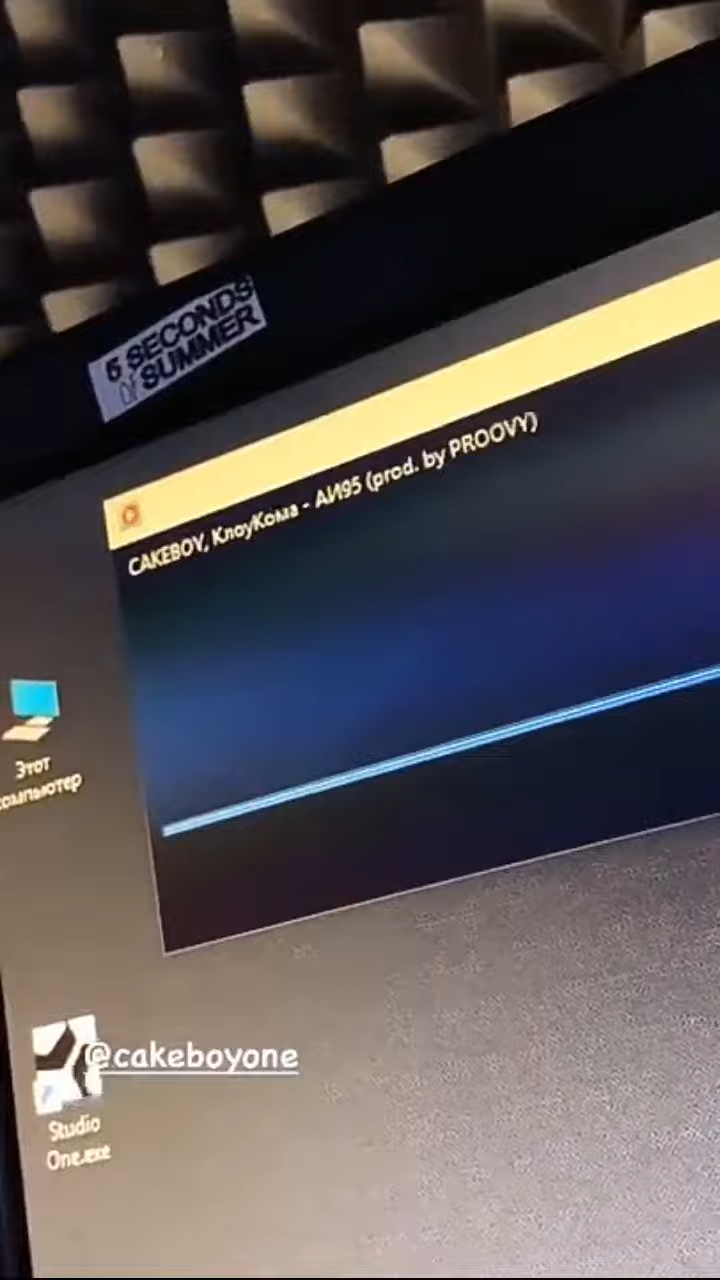 5 SECONDS
OF SUMMER
CAKEBOY, КлоуКома - АИ95 (prod. by PROOVY)
Этот
компьютер
@cakeboyone
Studio
One.exe